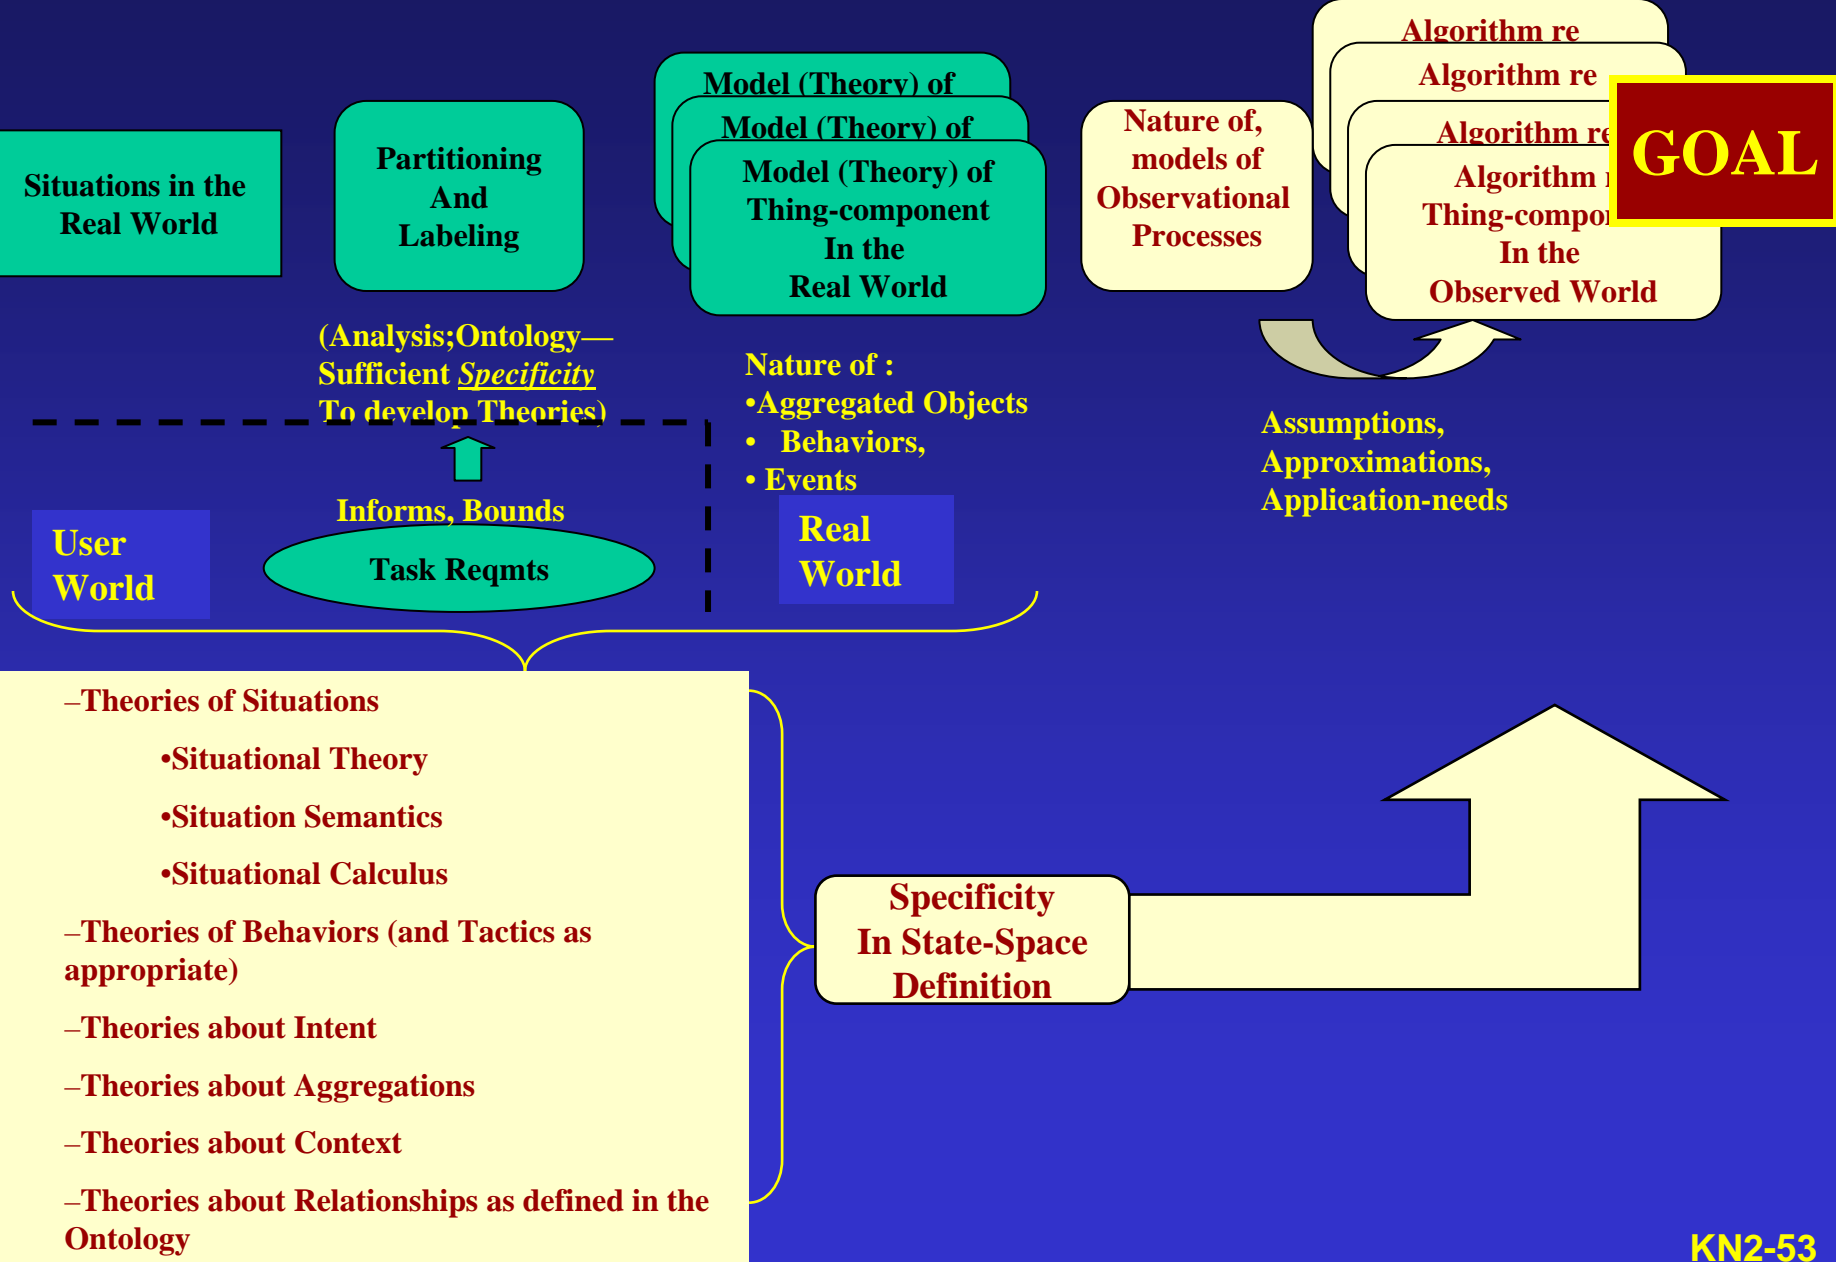 Situations in the
Real World
Partitioning
And
Labeling
Model (Theory) of
Model (Theory) of
Model (Theory) of
Thing-component
In the
Real World
Nature of,
models of
Observational
Processes
Algorithm re
Algorithm re
Algorithm re
Algorithm
Thing-compon
In the
Observed World
GOAL
(Analysis;Ontology—
Sufficient Specificity
To develop Theories)
Nature of :
•Aggregated Objects
• Behaviors,
• Events
Assumptions,
Approximations,
Application-needs
Informs, Bounds
Task Reqmts
User
World
Real
World
–Theories of Situations
•Situational Theory
•Situation Semantics
•Situational Calculus
–Theories of Behaviors (and Tactics as
appropriate)
–Theories about Intent
–Theories about Aggregations
–Theories about Context
–Theories about Relationships as defined in the
Ontology
Specificity
In State-Space
Definition
KN2-53